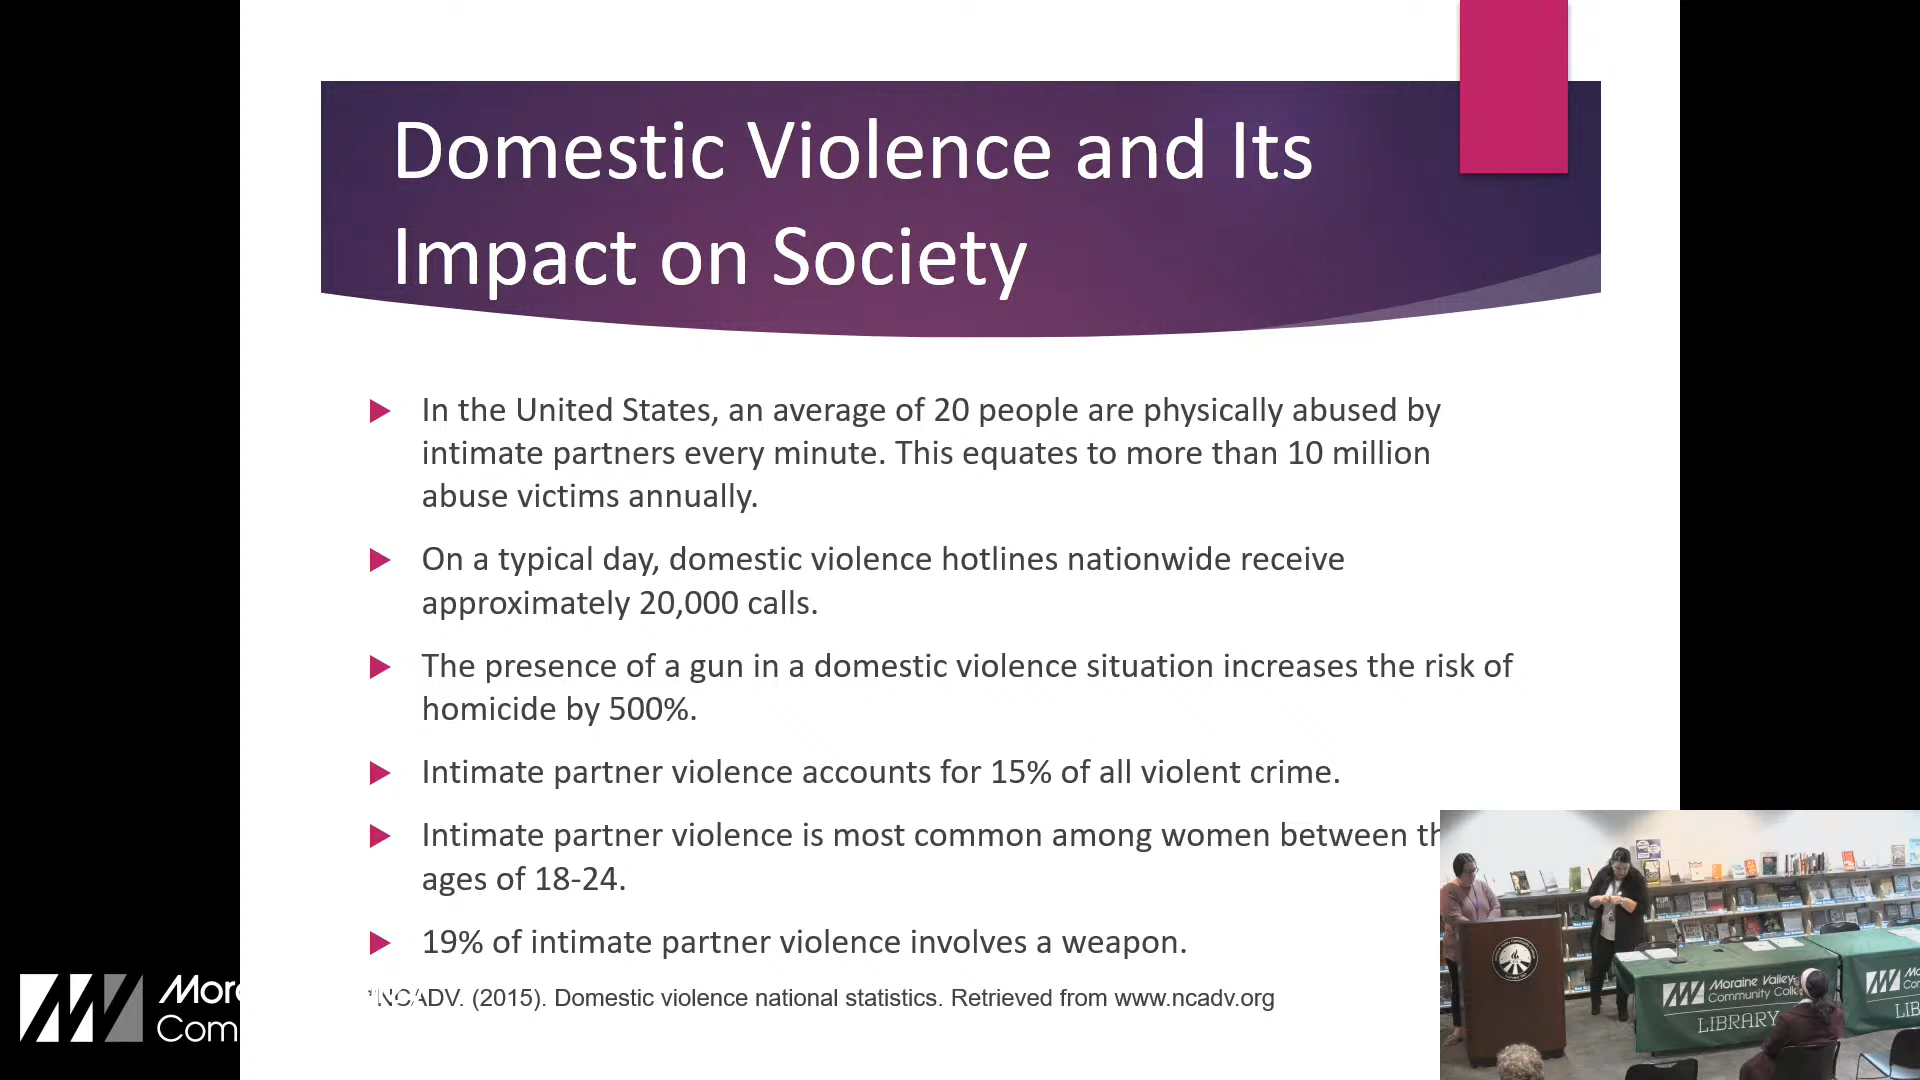 Domestic Violence and Its
Impact on Society
In the United States, an average of 20 people are physically abused by
intimate partners every minute. This equates to more than 10 million
abuse victims annually.
On a typical day, domestic violence hotlines nationwide receive
approximately 20,000 calls.
The presence of a gun in a domestic violence situation increases the risk of
homicide by 500%.
Intimate partner violence accounts for 15% of all violent crime.
Intimate partner violence is most common among women between th
ages of 18-24.
19% of intimate partner violence involves a weapon.
NCADV. (2015). Domestic violence national statistics. Retrieved from www.ncadv.org
Mor
Com
Moraine Valley
Community Coll
LIBRARY
LIB